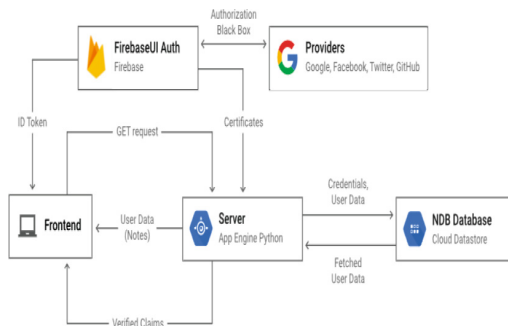 Authorization
Black Box
FirebaseUI Auth
Firebase
Providers
Google, Facebook, Twitter, GitHub
ID Token
GET request
Certificates
Credentials,
User Data
Frontend
User Data
(Notes)
Server
App Engine Python
NDB Database
Cloud Datastore
Fetched
User Data
Verified Claims